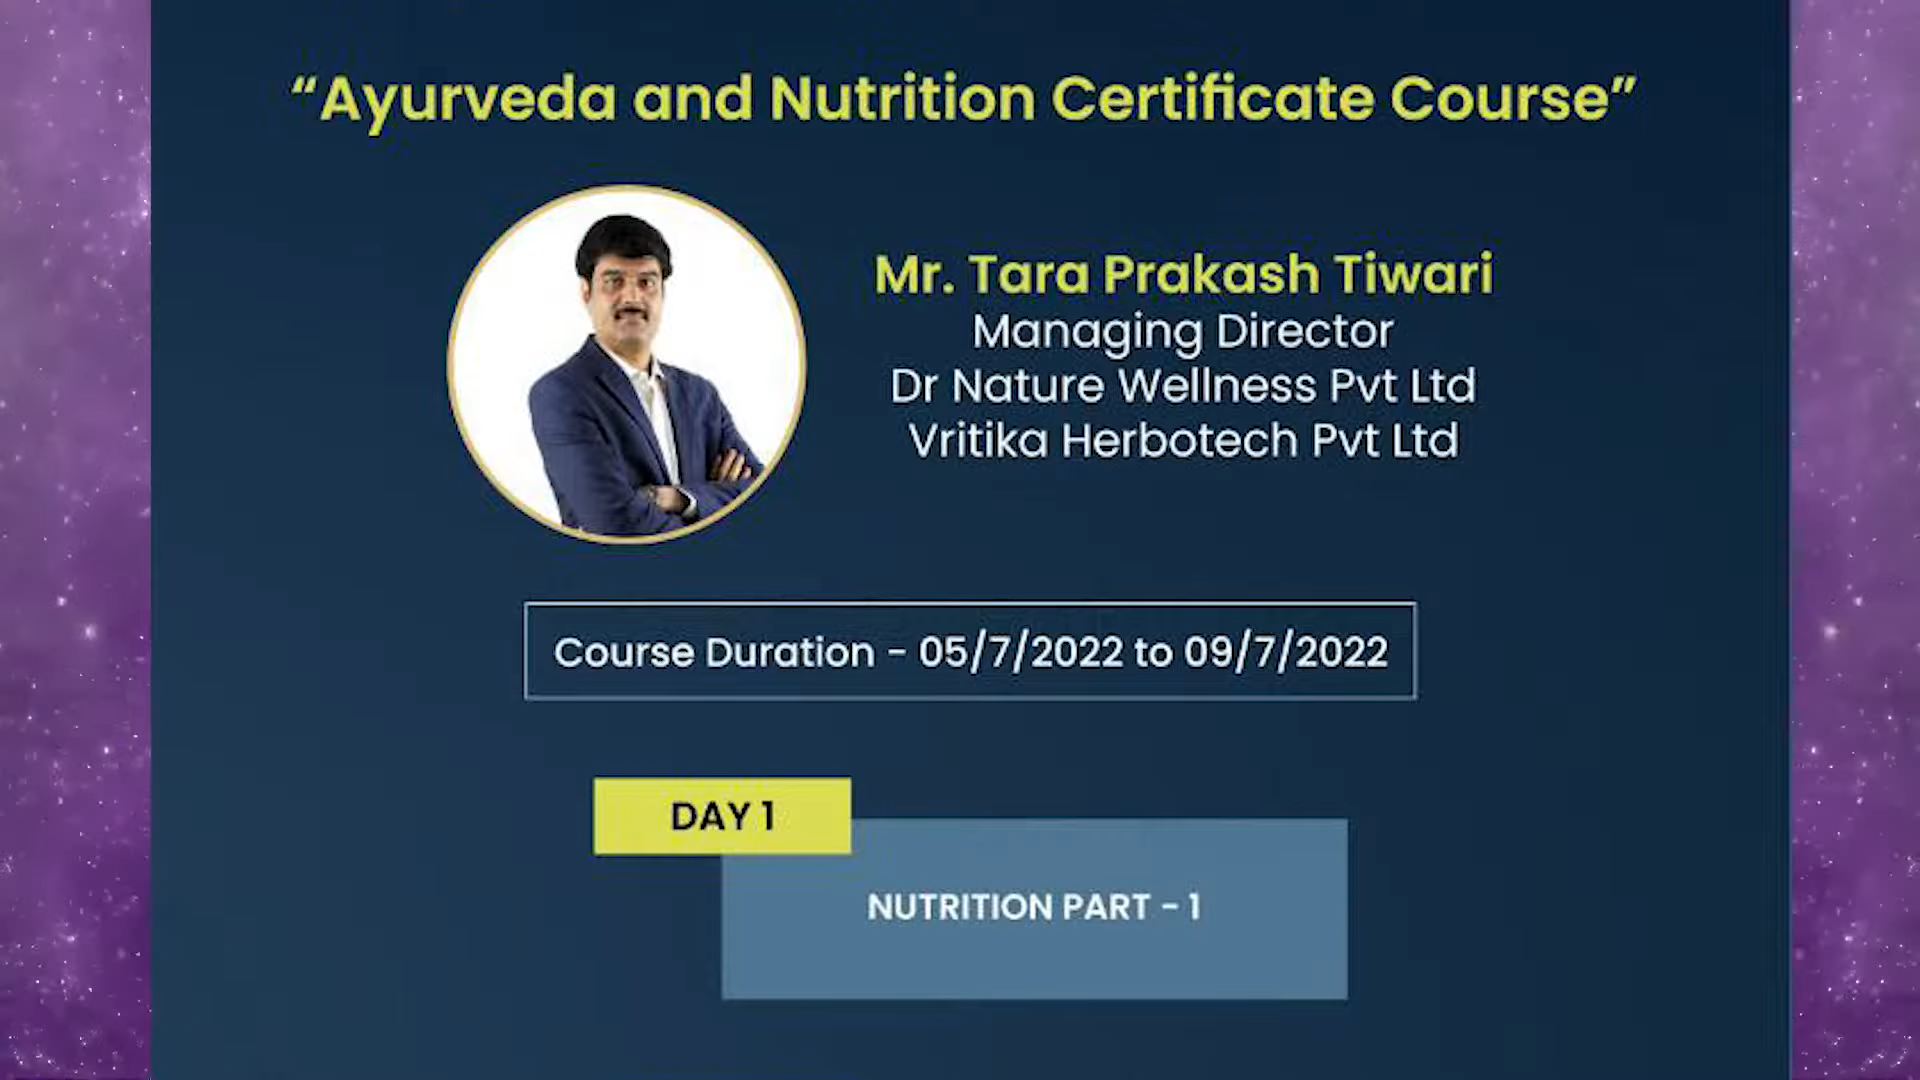 “Ayurveda and Nutrition Certificate Course”
Mr. Tara Prakash Tiwari
Managing Director
Dr Nature Wellness Pvt Ltd
Vritika Herbotech Pvt Ltd
Course Duration - 05/7/2022 to 09/7/2022
DAY 1
NUTRITION PART - 1